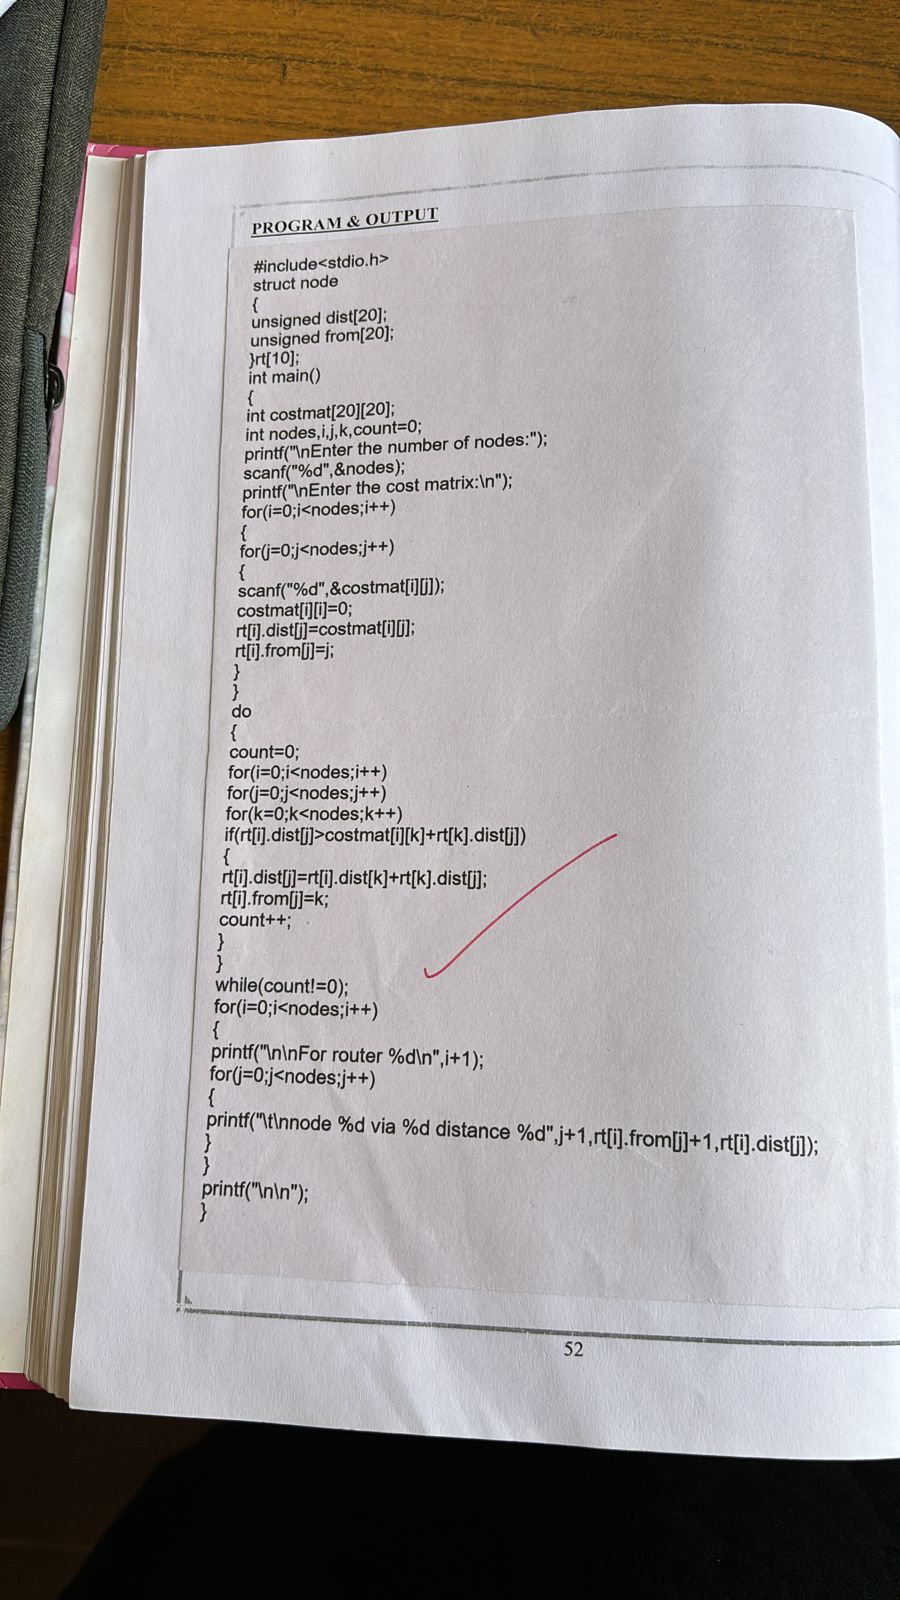 PROGRAM & OUTPUT
#include<stdio.h>
struct node
{
unsigned dist[20];
unsigned from[20];
}rt[10];
int main()
{
int costmat[20][20];
int nodes,i,j,k,count=0;
printf("\nEnter the number of nodes:");
scanf("%d",&nodes);
printf("\nEnter the cost matrix:\n");
for(i=0;i<nodes;i++)
{
for(j=0;j<nodes;j++)
{
scanf("%d",&costmat[i][j]);
costmat[i][i]=0;
rt[i].dist[j]=costmat[i][j];
rt[i].from[j]=j;
}
}
do
{
count=0;
for(i=0;i<nodes;i++)
for(j=0;j<nodes;j++)
for(k=0;k<nodes;k++)
if(rt[i].dist[j]>costmat[i][k]+rt[k].dist[j])
{
rt[i].dist[j]=rt[i].dist[k]+rt[k].dist[j];
rt[i].from[j]=k;
count++;
}
}
while(count!=0);
for(i=0;i<nodes;i++)
{
printf("\n\nFor router %d\n",i+1);
for(j=0;j<nodes;j++)
{
printf("\t\nnode %d via %d distance %d",j+1,rt[i].from[j]+1,rt[i].dist[j]);
}
}
printf("\n\n");
}
52